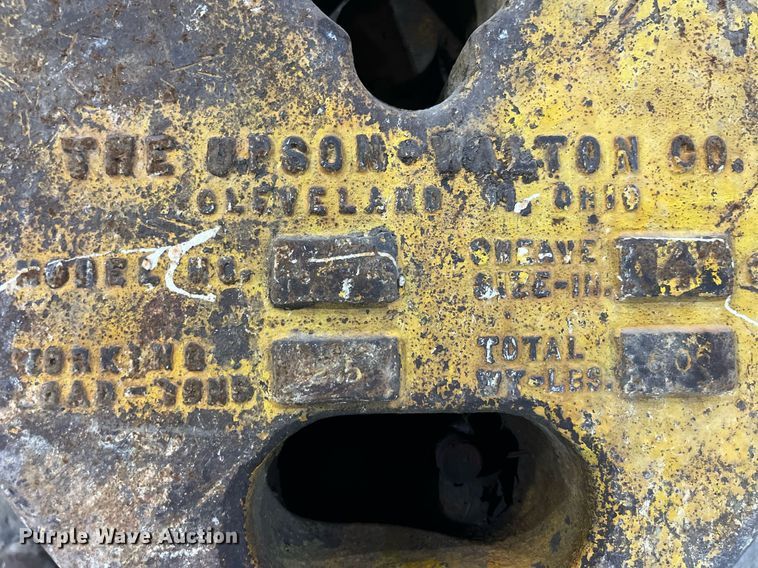 THE UPSON-WALTON CO.
CLEVELAND OHIO
MODEL NO.
SHEAVE
SIZE-IN.
WORKING
LOAD-TONS
TOTAL
WT-LBS.
Purple Wave Auction